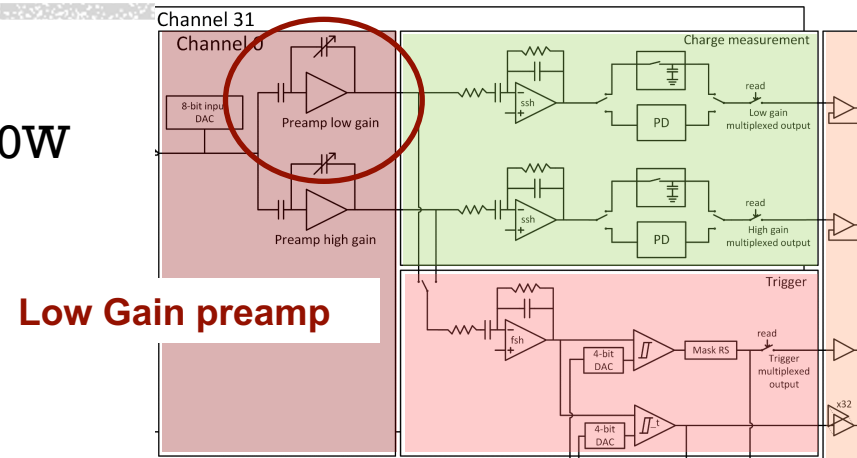 Channel 31
Channel 0
Charge measurement
8-bit input
DAC
ow
Preamp low gain
ssh
PD
read
Low gain
multiplexed output
Preamp high gain
ssh
PD
read
High gain
multiplexed output
Low Gain preamp
Trigger
fsh
4-bit
DAC
Mask RS
read
Trigger
multiplexed
output
4-bit
DAC
_t
x32